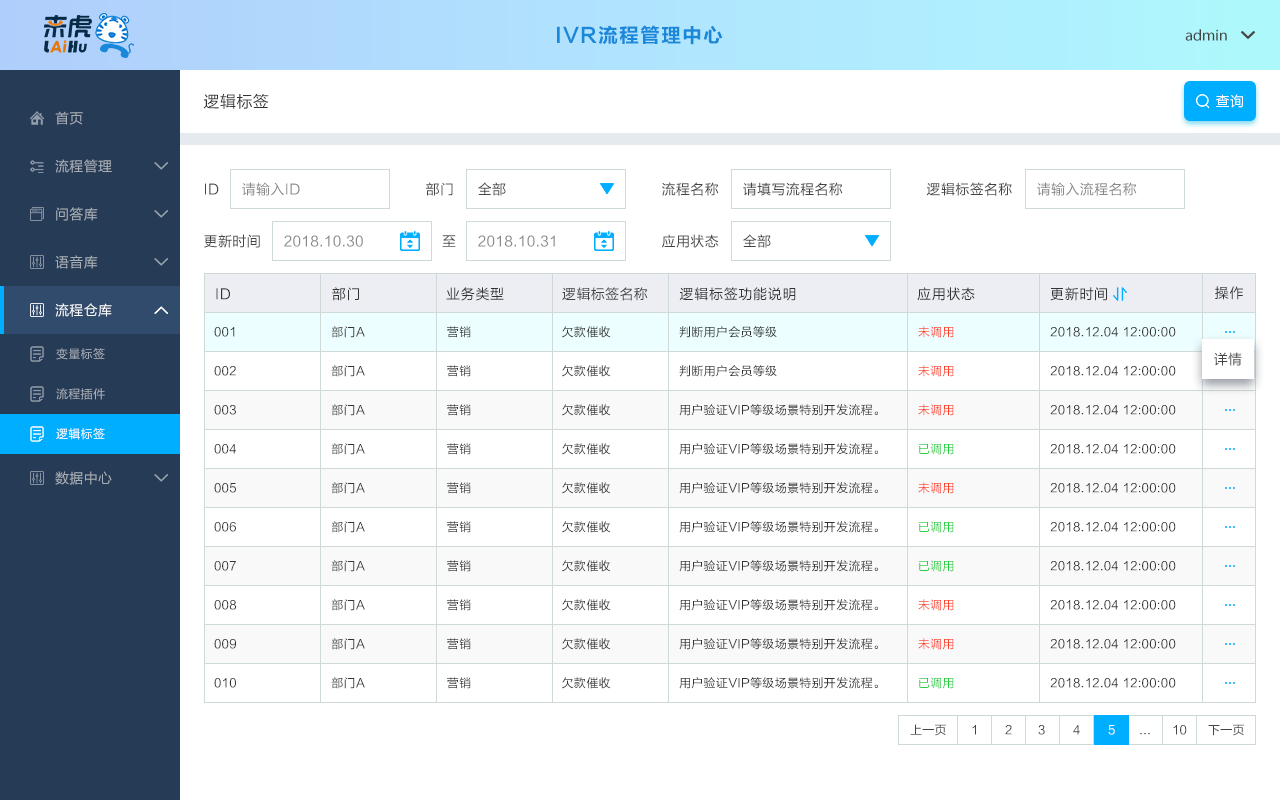 来虎
LAiHu
IVR流程管理中心
admin
首页
流程管理
问答库
语音库
流程仓库
变量标签
流程插件
逻辑标签
数据中心
逻辑标签
查询
ID 请输入ID 部门 全部 流程名称 请填写流程名称 逻辑标签名称 请输入流程名称
更新时间 2018.10.30 至 2018.10.31 应用状态 全部
ID 部门 业务类型 逻辑标签名称 逻辑标签功能说明 应用状态 更新时间 操作
001 部门A 营销 欠款催收 判断用户会员等级 未调用 2018.12.04 12:00:00 ...
详情
002 部门A 营销 欠款催收 判断用户会员等级 未调用 2018.12.04 12:00:00
003 部门A 营销 欠款催收 用户验证VIP等级场景特别开发流程。 未调用 2018.12.04 12:00:00 ...
004 部门A 营销 欠款催收 用户验证VIP等级场景特别开发流程。 已调用 2018.12.04 12:00:00 ...
005 部门A 营销 欠款催收 用户验证VIP等级场景特别开发流程。 未调用 2018.12.04 12:00:00 ...
006 部门A 营销 欠款催收 用户验证VIP等级场景特别开发流程。 已调用 2018.12.04 12:00:00 ...
007 部门A 营销 欠款催收 用户验证VIP等级场景特别开发流程。 已调用 2018.12.04 12:00:00 ...
008 部门A 营销 欠款催收 用户验证VIP等级场景特别开发流程。 未调用 2018.12.04 12:00:00 ...
009 部门A 营销 欠款催收 用户验证VIP等级场景特别开发流程。 未调用 2018.12.04 12:00:00 ...
010 部门A 营销 欠款催收 用户验证VIP等级场景特别开发流程。 已调用 2018.12.04 12:00:00 ...
上一页 1 2 3 4 5 ... 10 下一页